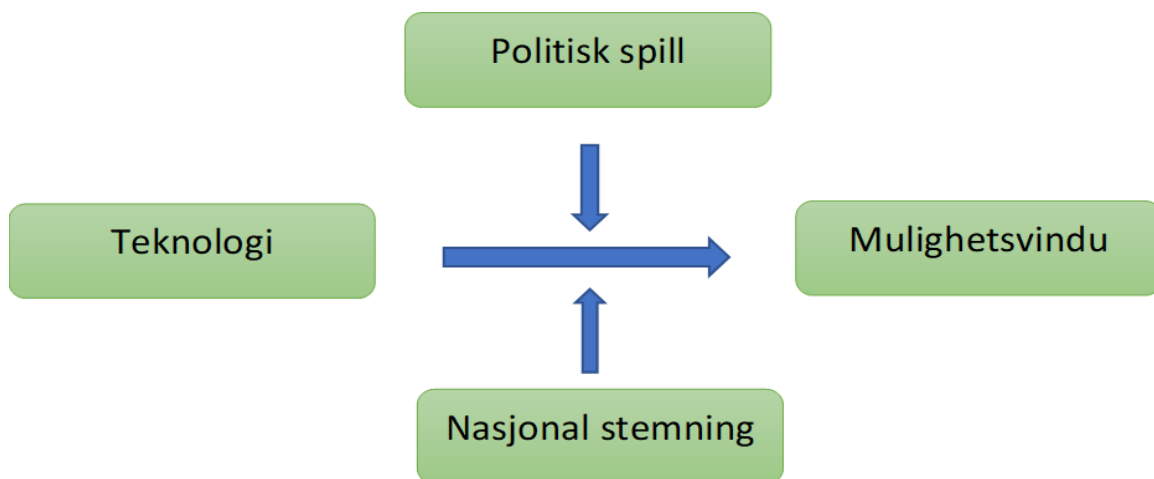 Politisk spill
Teknologi
Mulighetsvindu
Nasjonal stemning